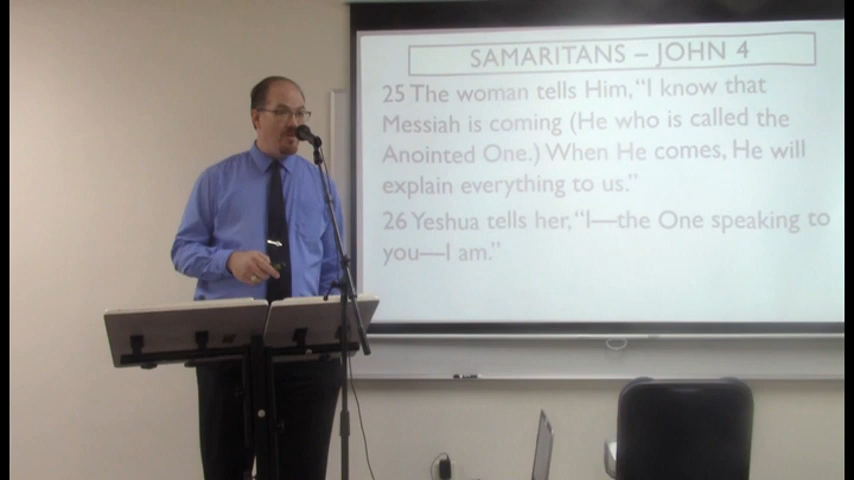 SAMARITANS – JOHN 4
25 The woman tells Him, “I know that
Messiah is coming (He who is called the
Anointed One.) When He comes, He will
explain everything to us.”
26 Yeshua tells her, “I—the One speaking to
you—I am.”